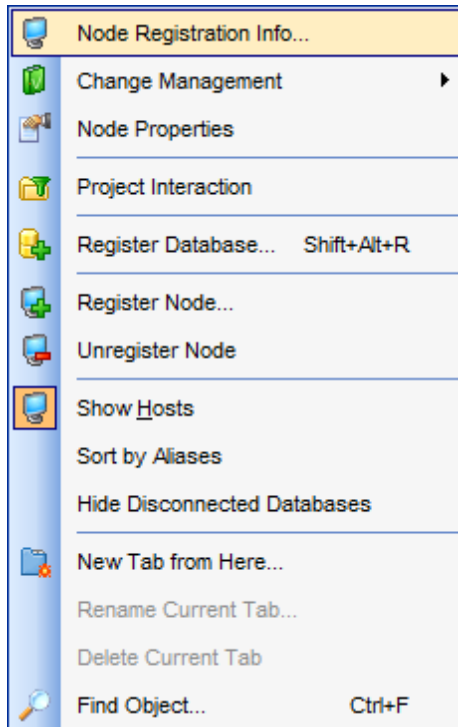 Node Registration Info...
Change Management
Node Properties
Project Interaction
Register Database... Shift+Alt+R
Register Node...
Unregister Node
Show Hosts
Sort by Aliases
Hide Disconnected Databases
New Tab from Here...
Rename Current Tab...
Delete Current Tab
Find Object... Ctrl+F